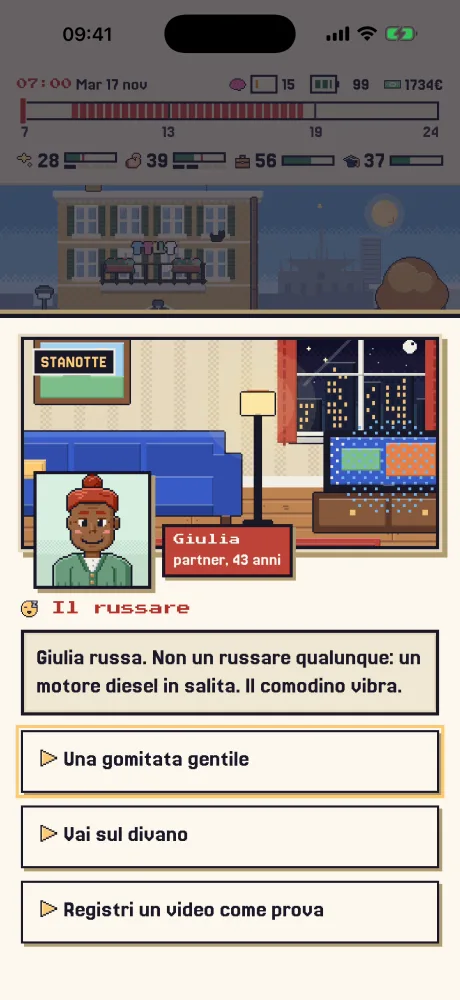 09:41
07:00 Mar 17 nov 15 99 1734€
7 13 19 24
28 39 56 37
STANOTTE
Giulia
partner, 43 anni
Il russare
Giulia russa. Non un russare qualunque: un
motore diesel in salita. Il comodino vibra.
Una gomitata gentile
Vai sul divano
Registri un video come prova